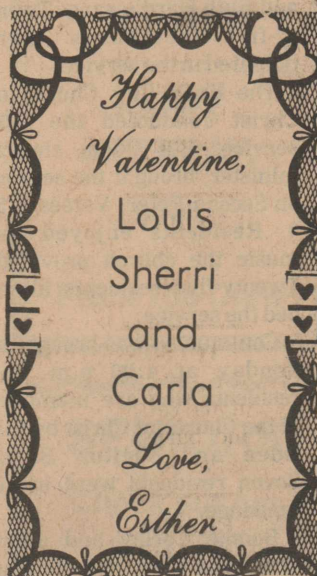 Happy
Valentine,
Louis
Sherri
and
Carla
Love,
Esther